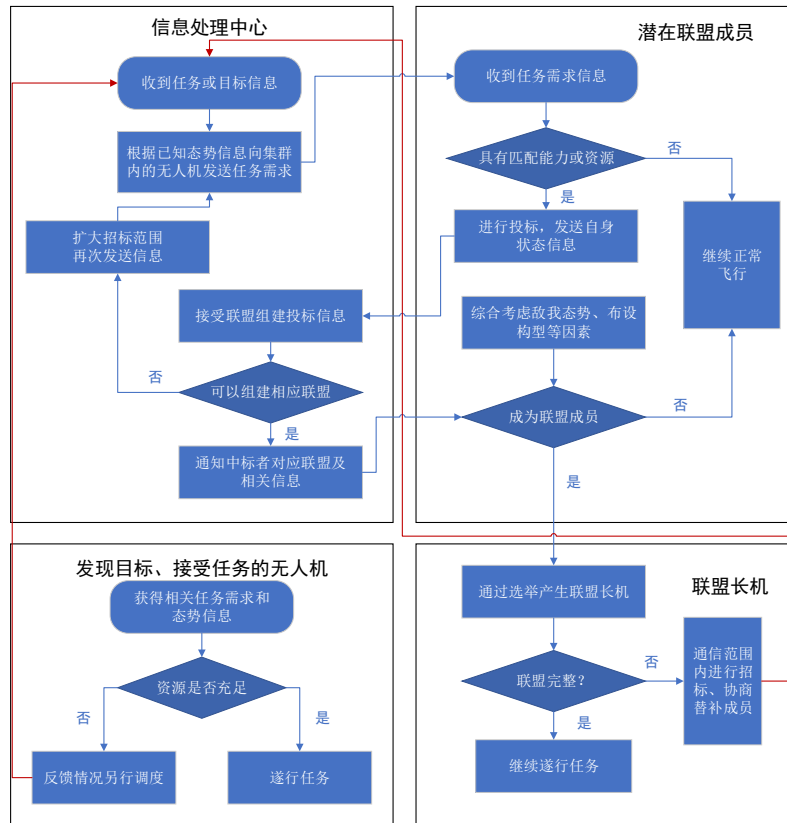 信息处理中心
收到任务或目标信息
根据已知态势信息向集群
内的无人机发送任务需求
扩大招标范围
再次发送信息
接受联盟组建投标信息
否
可以组建相应联盟
是
通知中标者对应联盟及
相关信息
潜在联盟成员
收到任务需求信息
具有匹配能力或资源
否
是
进行投标，发送自身
状态信息
继续正常
飞行
综合考虑敌我态势、布设
构型等因素
成为联盟成员
否
是
发现目标、接受任务的无人机
获得相关任务需求和
态势信息
资源是否充足
否
是
反馈情况另行调度
遂行任务
联盟长机
通过选举产生联盟长机
联盟完整？
否
通信范围
内进行招
标、协商
替补成员
是
继续遂行任务